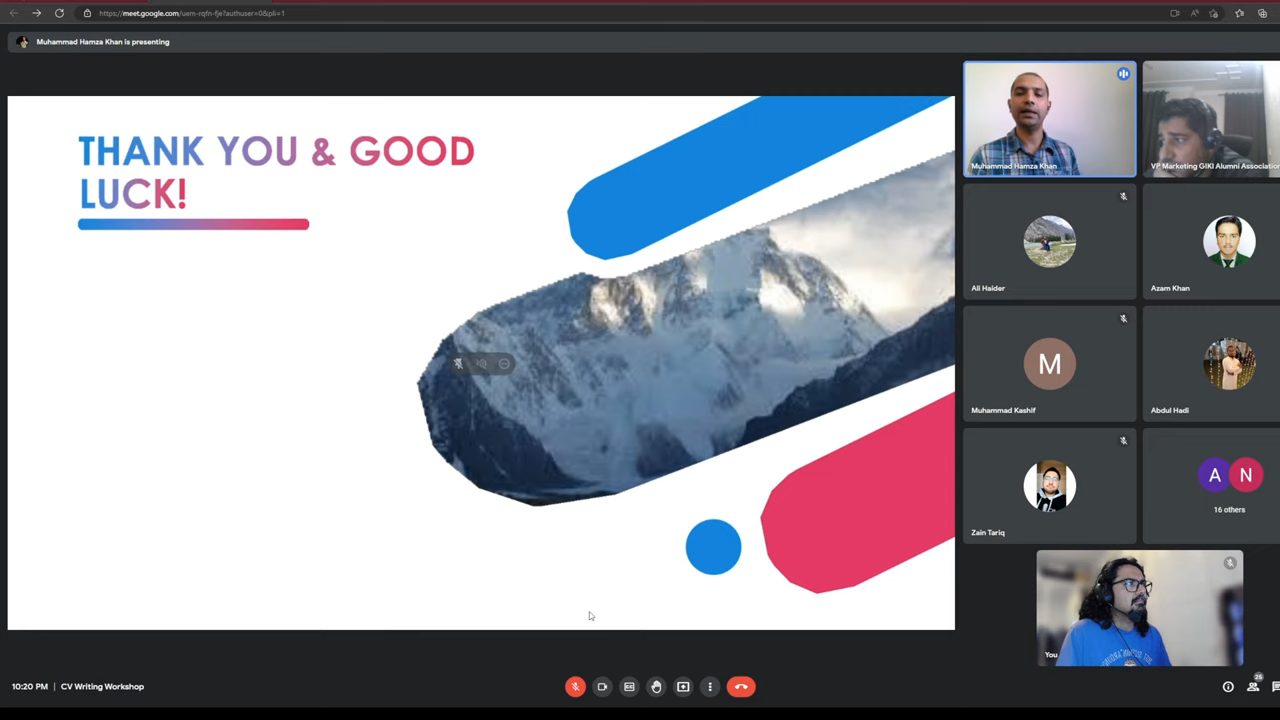 https://meet.google.com/uem-rqfn-fje?authuser=0&pli=1
Muhammad Hamza Khan is presenting
THANK YOU & GOOD
LUCK!
Muhammad Hamza Khan
VP Marketing GIKI Alumni Association
Ali Haider
Azam Khan
M
Muhammad Kashif
Abdul Hadi
Zain Tariq
A N
16 others
You
10:20 PM | CV Writing Workshop
25